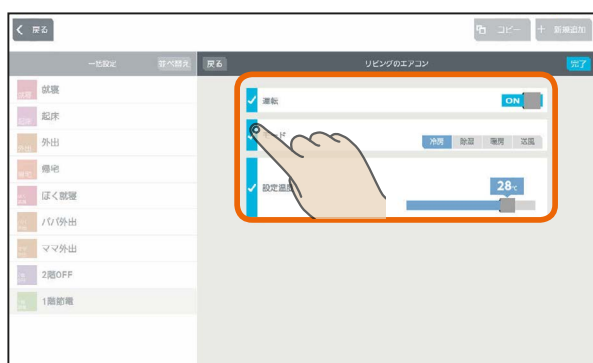 戻る
コピー
新規追加
一括設定
並べ替え
戻る
リビングのエアコン
完了
就寝
起床
外出
帰宅
ぼく就寝
パパ外出
ママ外出
2階OFF
1階節電
運転
ON
冷房 除湿 暖房 送風
設定温度
28℃